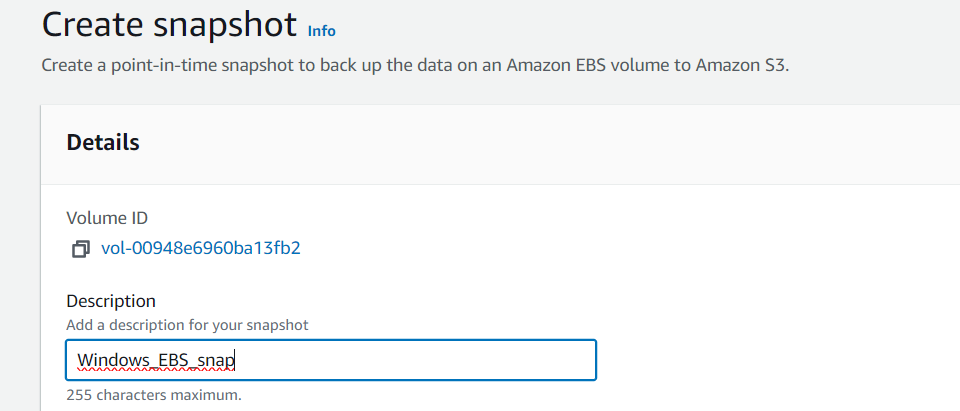 Create snapshot Info
Create a point-in-time snapshot to back up the data on an Amazon EBS volume to Amazon S3.
Details
Volume ID
vol-00948e6960ba13fb2
Description
Add a description for your snapshot
Windows_EBS_snap
255 characters maximum.